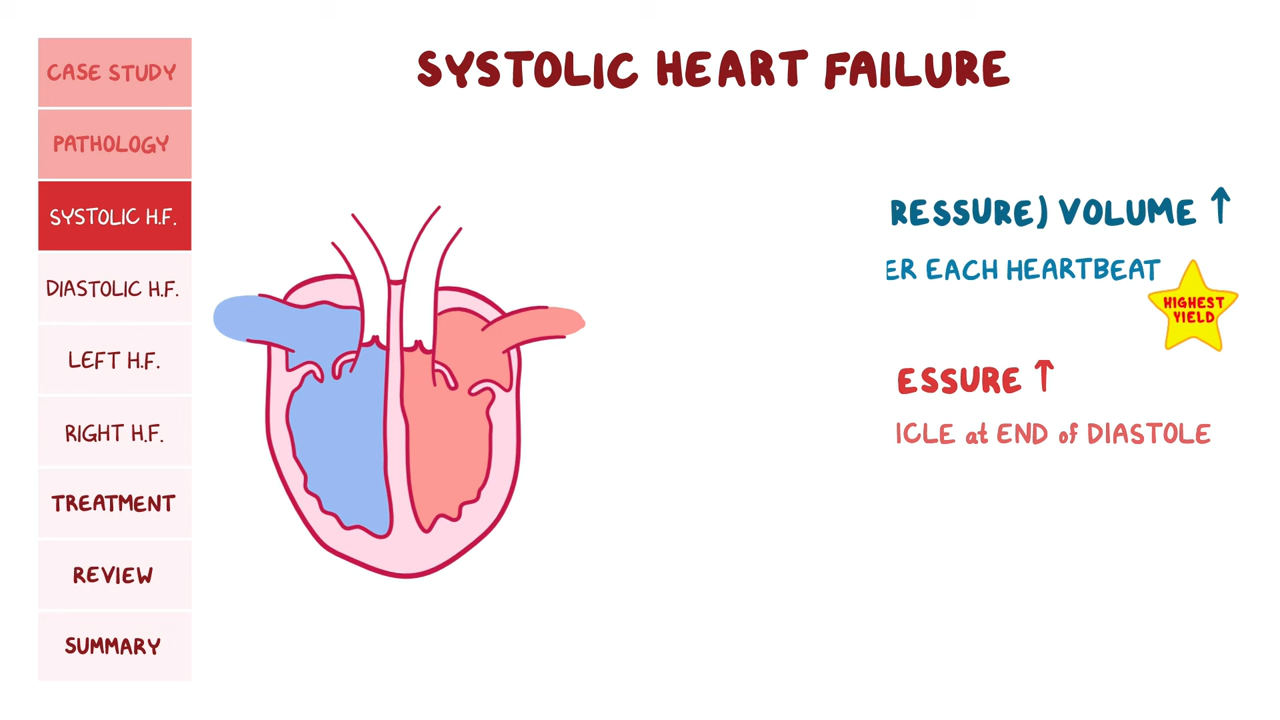 SYSTOLIC HEART FAILURE
CASE STUDY
PATHOLOGY
SYSTOLIC H.F.
DIASTOLIC H.F.
LEFT H.F.
RIGHT H.F.
TREATMENT
REVIEW
SUMMARY
RESSURE) VOLUME ↑
ER EACH HEARTBEAT
HIGHEST
YIELD
ESSURE ↑
ICLE at END of DIASTOLE